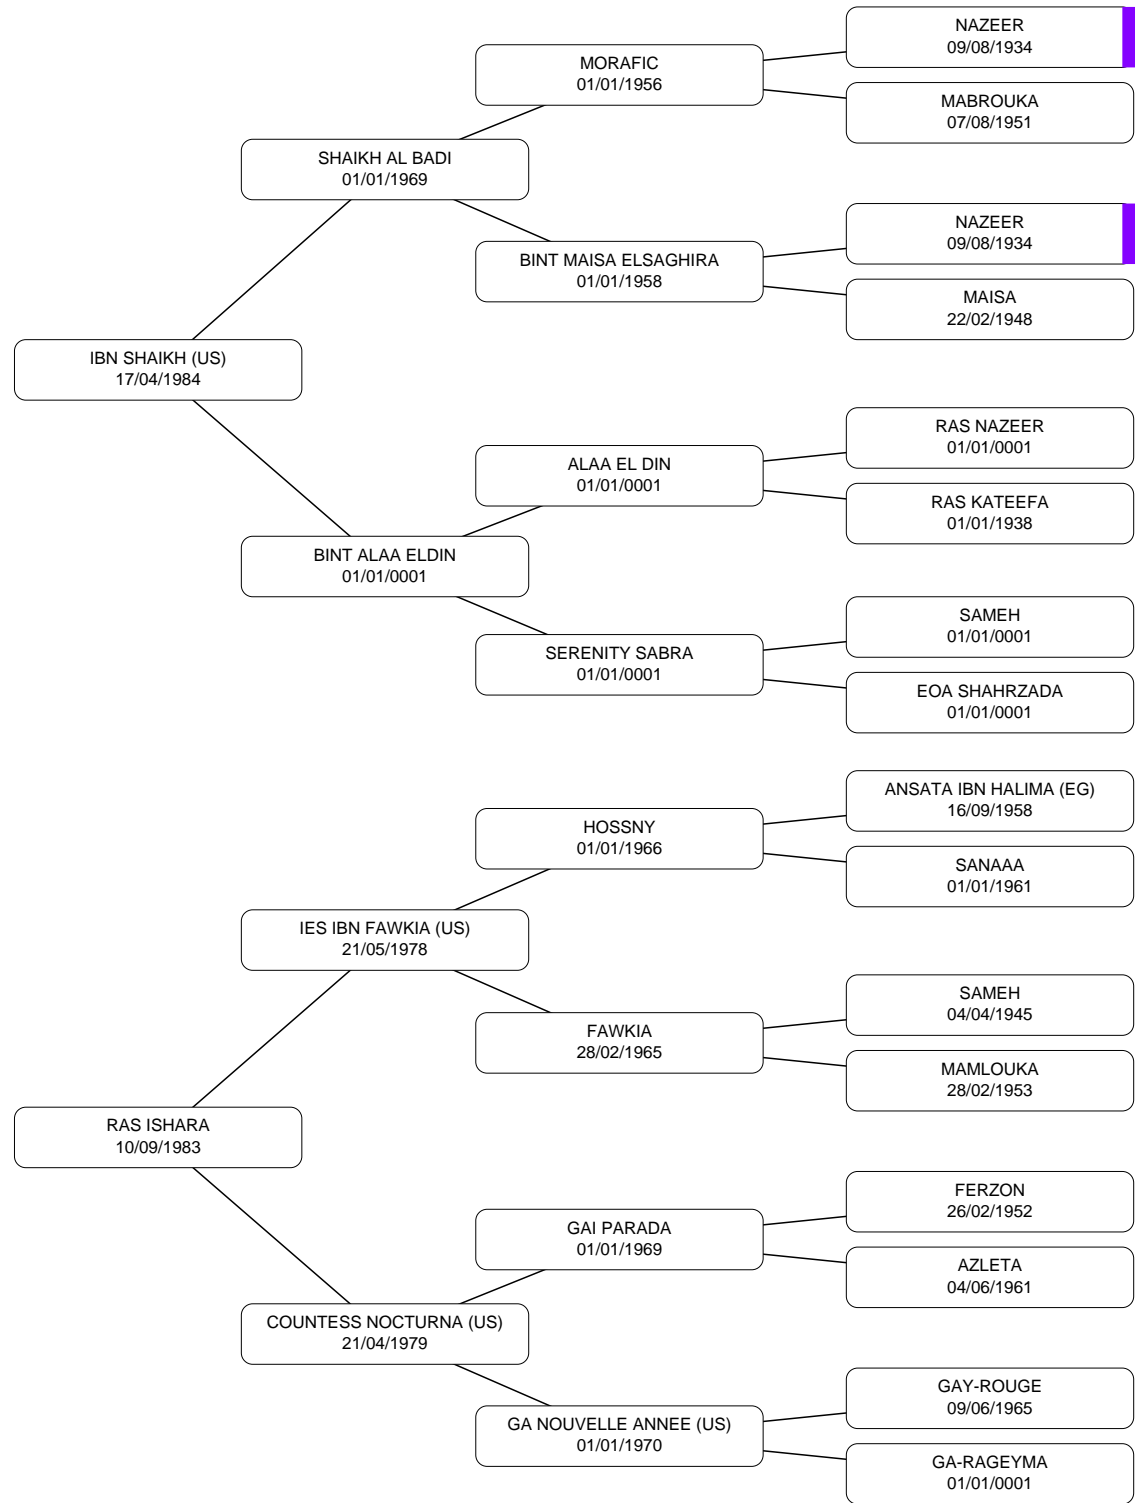 NAZEER
09/08/1934
MORAFIC
01/01/1956
MABROUKA
07/08/1951
SHAIKH AL BADI
01/01/1969
NAZEER
09/08/1934
BINT MAISA ELSAGHIRA
01/01/1958
MAISA
22/02/1948
IBN SHAIKH (US)
17/04/1984
RAS NAZEER
01/01/0001
ALAA EL DIN
01/01/0001
RAS KATEEFA
01/01/1938
BINT ALAA ELDIN
01/01/0001
SAMEH
01/01/0001
SERENITY SABRA
01/01/0001
EOA SHAHRZADA
01/01/0001
ANSATA IBN HALIMA (EG)
16/09/1958
HOSSNY
01/01/1966
SANAAA
01/01/1961
IES IBN FAWKIA (US)
21/05/1978
SAMEH
04/04/1945
FAWKIA
28/02/1965
MAMLOUKA
28/02/1953
RAS ISHARA
10/09/1983
FERZON
26/02/1952
GAI PARADA
01/01/1969
AZLETA
04/06/1961
COUNTESS NOCTURNA (US)
21/04/1979
GAY-ROUGE
09/06/1965
GA NOUVELLE ANNEE (US)
01/01/1970
GA-RAGEYMA
01/01/0001